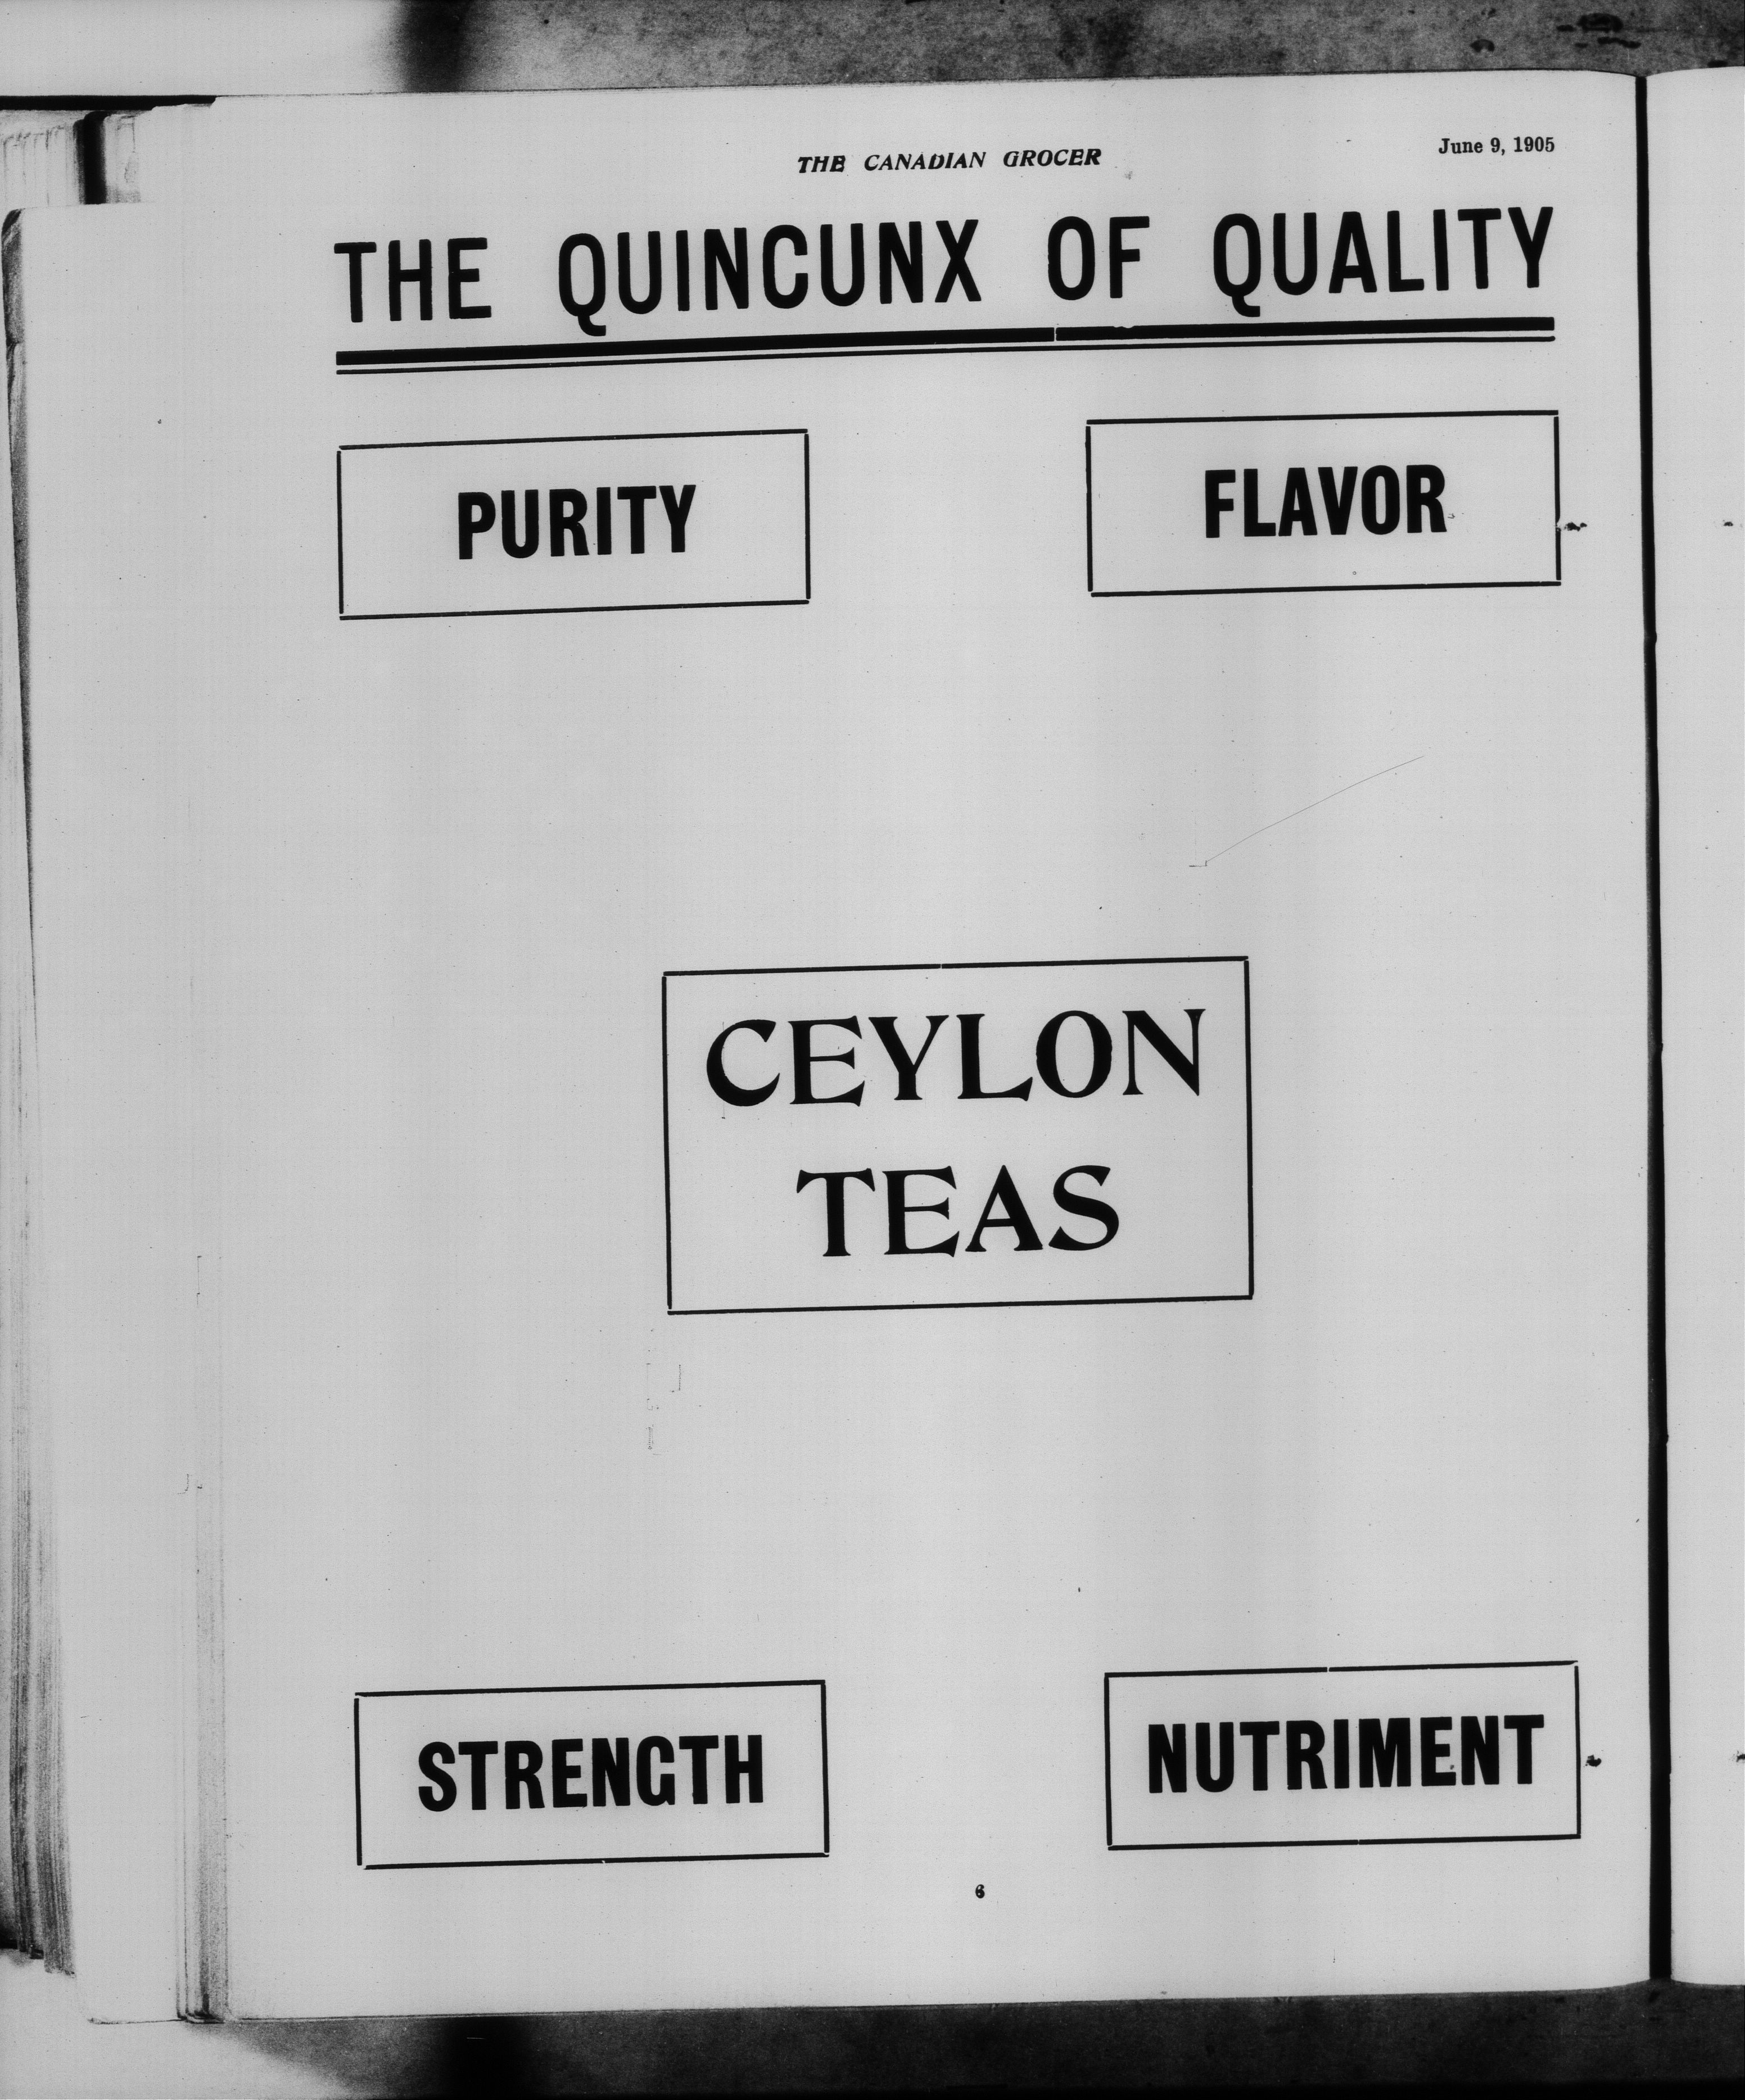 THE CANADIAN GROCER
June 9, 1905
THE QUINCUNX OF QUALITY
PURITY
FLAVOR
CEYLON
TEAS
STRENGTH
NUTRIMENT
6